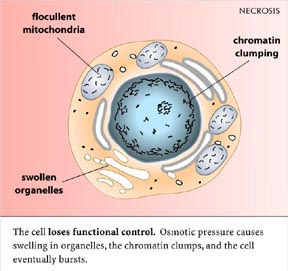 NECROSIS
flocculent
mitochondria
chromatin
clumping
swollen
organelles
The cell loses functional control. Osmotic pressure causes
swelling in organelles, the chromatin clumps, and the cell
eventually bursts.